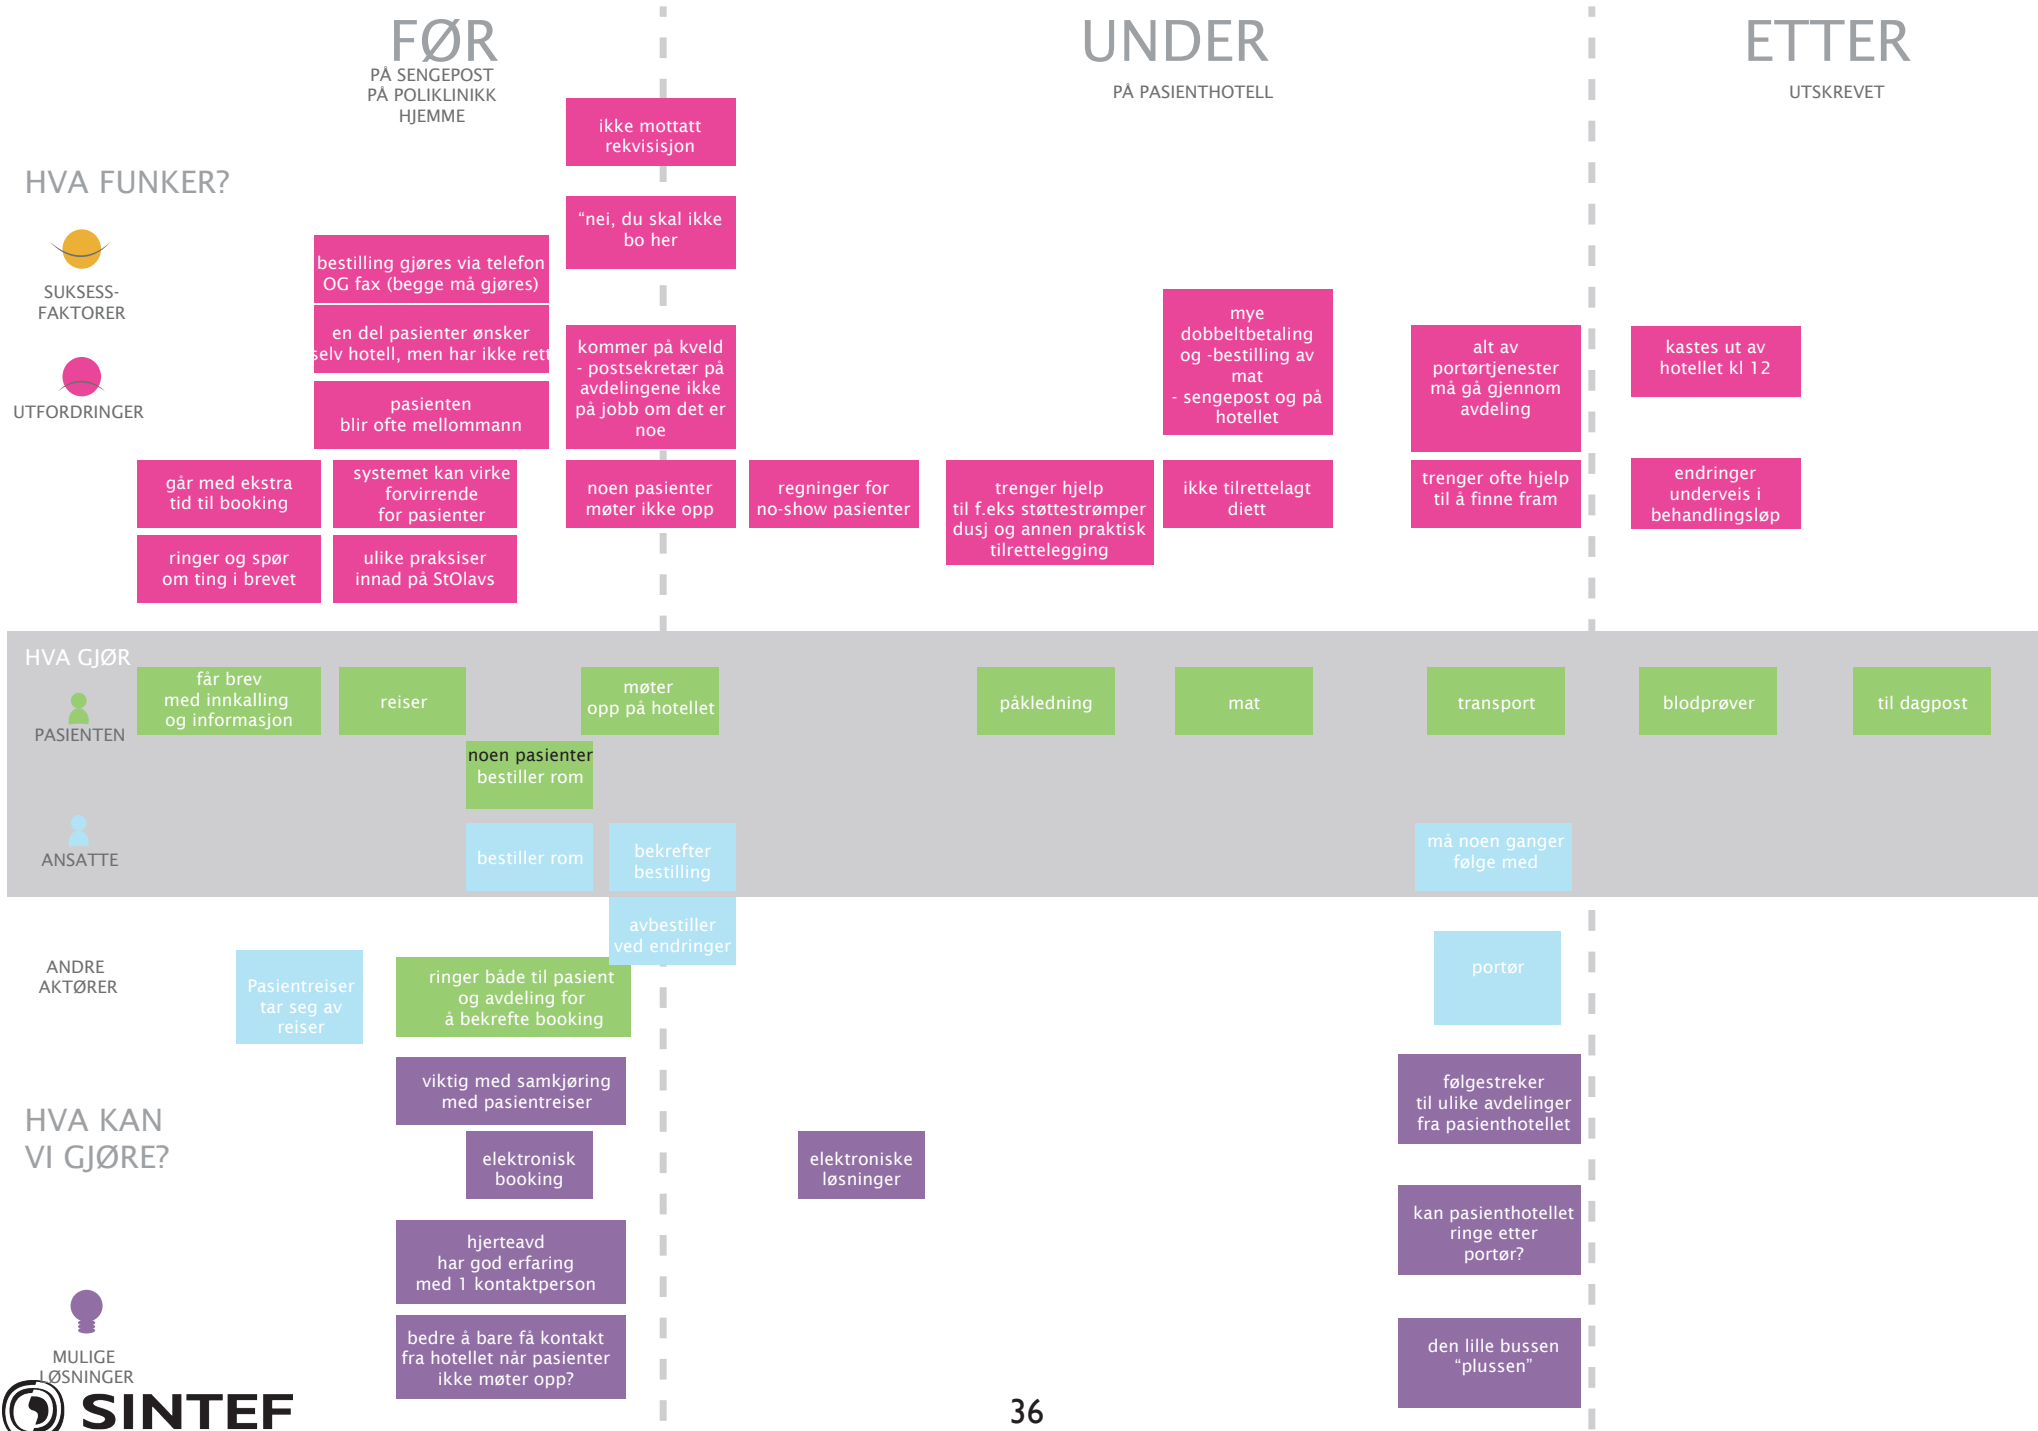 FØR
PÅ SENGEPOST
PÅ POLIKLINIKK
HJEMME
UNDER
PÅ PASIENTHOTELL
ETTER
UTSKREVET
HVA FUNKER?
SUKSESS-
FAKTORER
UTFORDRINGER
ikke mottatt
rekvisisjon
“nei, du skal ikke
bo her
bestilling gjøres via telefon
OG fax (begge må gjøres)
en del pasienter ønsker
selv hotell, men har ikke rett
pasienten
blir ofte mellommann
kommer på kveld
- postsekretær på
avdelingene ikke
på jobb om det er
noe
mye
dobbeltbetaling
og -bestilling av
mat
- sengepost og på
hotellet
alt av
portørtjenester
må gå gjennom
avdeling
kastes ut av
hotellet kl 12
går med ekstra
tid til booking
systemet kan virke
forvirrende
for pasienter
noen pasienter
møter ikke opp
regninger for
no-show pasienter
trenger hjelp
til f.eks støttestrømper
dusj og annen praktisk
tilrettelegging
ikke tilrettelagt
diett
trenger ofte hjelp
til å finne fram
endringer
underveis i
behandlingsløp
ringer og spør
om ting i brevet
ulike praksiser
innad på StOlavs
HVA GJØR
PASIENTEN
får brev
med innkalling
og informasjon
reiser
møter
opp på hotellet
påkledning
mat
transport
blodprøver
til dagpost
noen pasienter
bestiller rom
ANSATTE
bestiller rom
bekrefter
bestilling
må noen ganger
følge med
avbestiller
ved endringer
ANDRE
AKTØRER
Pasientreiser
tar seg av
reiser
ringer både til pasient
og avdeling for
å bekrefte booking
portør
HVA KAN
VI GJØRE?
viktig med samkjøring
med pasientreiser
følgestreker
til ulike avdelinger
fra pasienthotellet
elektronisk
booking
elektroniske
løsninger
hjerteavd
har god erfaring
med 1 kontaktperson
kan pasienthotellet
ringe etter
portør?
MULIGE
LØSNINGER
bedre å bare få kontakt
fra hotellet når pasienter
ikke møter opp?
den lille bussen
“plussen”
SINTEF
36